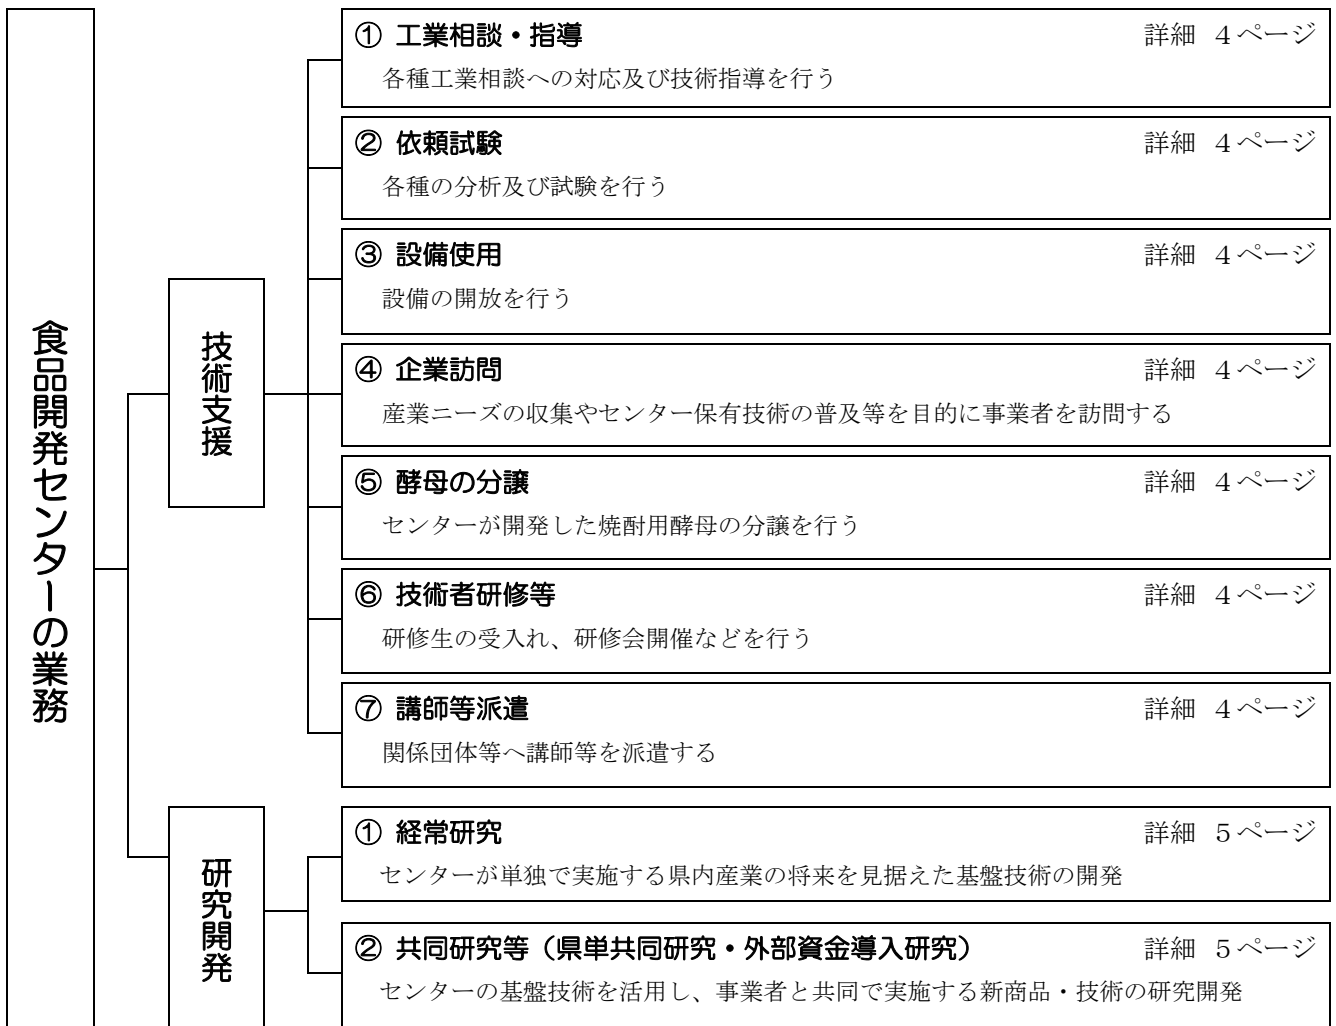 食品開発センターの業務
技術支援
① 工業相談・指導 詳細 ４ページ
各種工業相談への対応及び技術指導を行う
② 依頼試験 詳細 ４ページ
各種の分析及び試験を行う
③ 設備使用 詳細 ４ページ
設備の開放を行う
④ 企業訪問 詳細 ４ページ
産業ニーズの収集やセンター保有技術の普及等を目的に事業者を訪問する
⑤ 酵母の分譲 詳細 ４ページ
センターが開発した焼酎用酵母の分譲を行う
⑥ 技術者研修等 詳細 ４ページ
研修生の受入れ、研修会開催などを行う
⑦ 講師等派遣 詳細 ４ページ
関係団体等へ講師等を派遣する
研究開発
① 経常研究 詳細 ５ページ
センターが単独で実施する県内産業の将来を見据えた基盤技術の開発
② 共同研究等（県単共同研究・外部資金導入研究） 詳細 ５ページ
センターの基盤技術を活用し、事業者と共同で実施する新商品・技術の研究開発